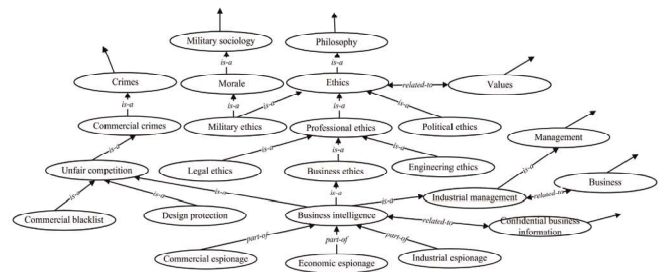 Military sociology
Philosophy
Crimes
is-a
is-a
Morale
Ethics
related-to
Values
is-a
is-a
is-a
is-a
is-a
Commercial crimes
Military ethics
Professional ethics
Political ethics
Management
is-a
is-a
is-a
is-a
is-a
Unfair competition
Legal ethics
Business ethics
Engineering ethics
Business
is-a
is-a
is-a
is-a
is-a
Industrial management
related-to
Commercial blacklist
Design protection
Business intelligence
related-to
Confidential business
information
part-of
part-of
part-of
Commercial espionage
Economic espionage
Industrial espionage